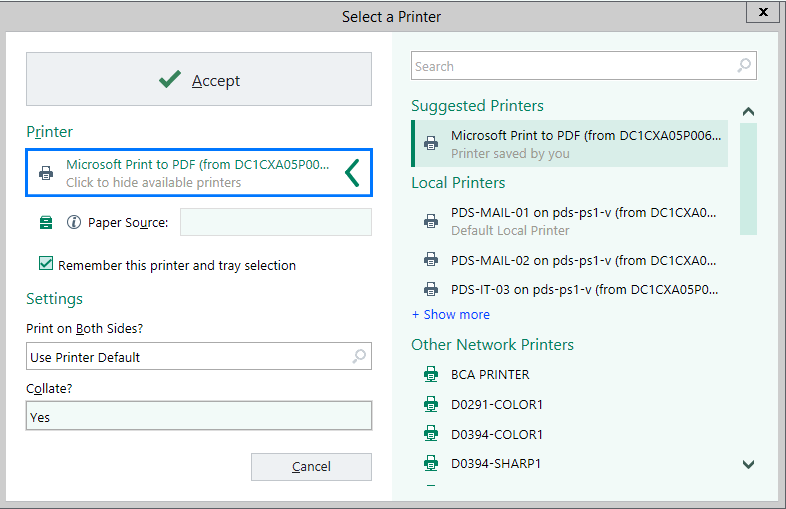 Select a Printer
x
Accept
Printer
Microsoft Print to PDF (from DC1CXA05P00...
Click to hide available printers
Paper Source:
Remember this printer and tray selection
Settings
Print on Both Sides?
Use Printer Default
Collate?
Yes
Cancel
Search
Suggested Printers
Microsoft Print to PDF (from DC1CXA05P006...
Printer saved by you
Local Printers
PDS-MAIL-01 on pds-ps1-v (from DC1CXA0...
Default Local Printer
PDS-MAIL-02 on pds-ps1-v (from DC1CXA0...
PDS-IT-03 on pds-ps1-v (from DC1CXA05P0...
+ Show more
Other Network Printers
BCA PRINTER
D0291-COLOR1
D0394-COLOR1
D0394-SHARP1